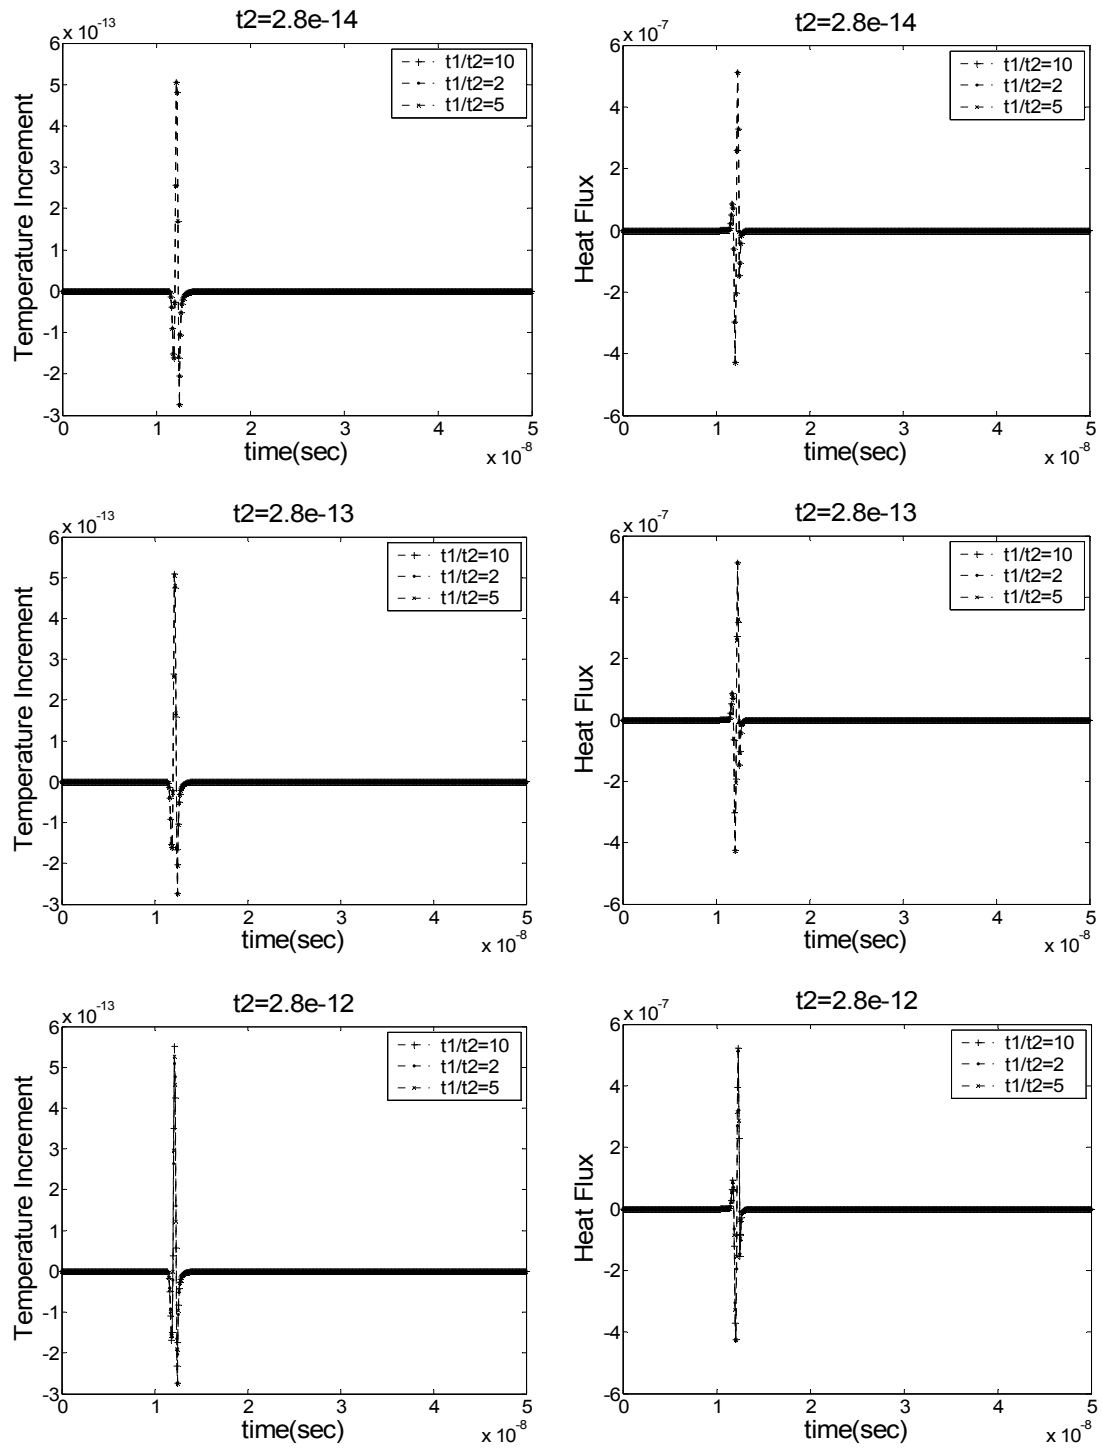 t2=2.8e-14
x 10-13
Temperature Increment
6
5
4
3
2
1
0
-1
-2
-3
t1/t2=10
t1/t2=2
t1/t2=5
0 1 2 3 4 5
time(sec)
x 10-8
t2=2.8e-14
x 10-7
Heat Flux
6
4
2
0
-2
-4
-6
t1/t2=10
t1/t2=2
t1/t2=5
0 1 2 3 4 5
time(sec)
x 10-8
t2=2.8e-13
x 10-13
Temperature Increment
6
5
4
3
2
1
0
-1
-2
-3
t1/t2=10
t1/t2=2
t1/t2=5
0 1 2 3 4 5
time(sec)
x 10-8
t2=2.8e-13
x 10-7
Heat Flux
6
4
2
0
-2
-4
-6
t1/t2=10
t1/t2=2
t1/t2=5
0 1 2 3 4 5
time(sec)
x 10-8
t2=2.8e-12
x 10-13
Temperature Increment
6
5
4
3
2
1
0
-1
-2
-3
t1/t2=10
t1/t2=2
t1/t2=5
0 1 2 3 4 5
time(sec)
x 10-8
t2=2.8e-12
x 10-7
Heat Flux
6
4
2
0
-2
-4
-6
t1/t2=10
t1/t2=2
t1/t2=5
0 1 2 3 4 5
time(sec)
x 10-8